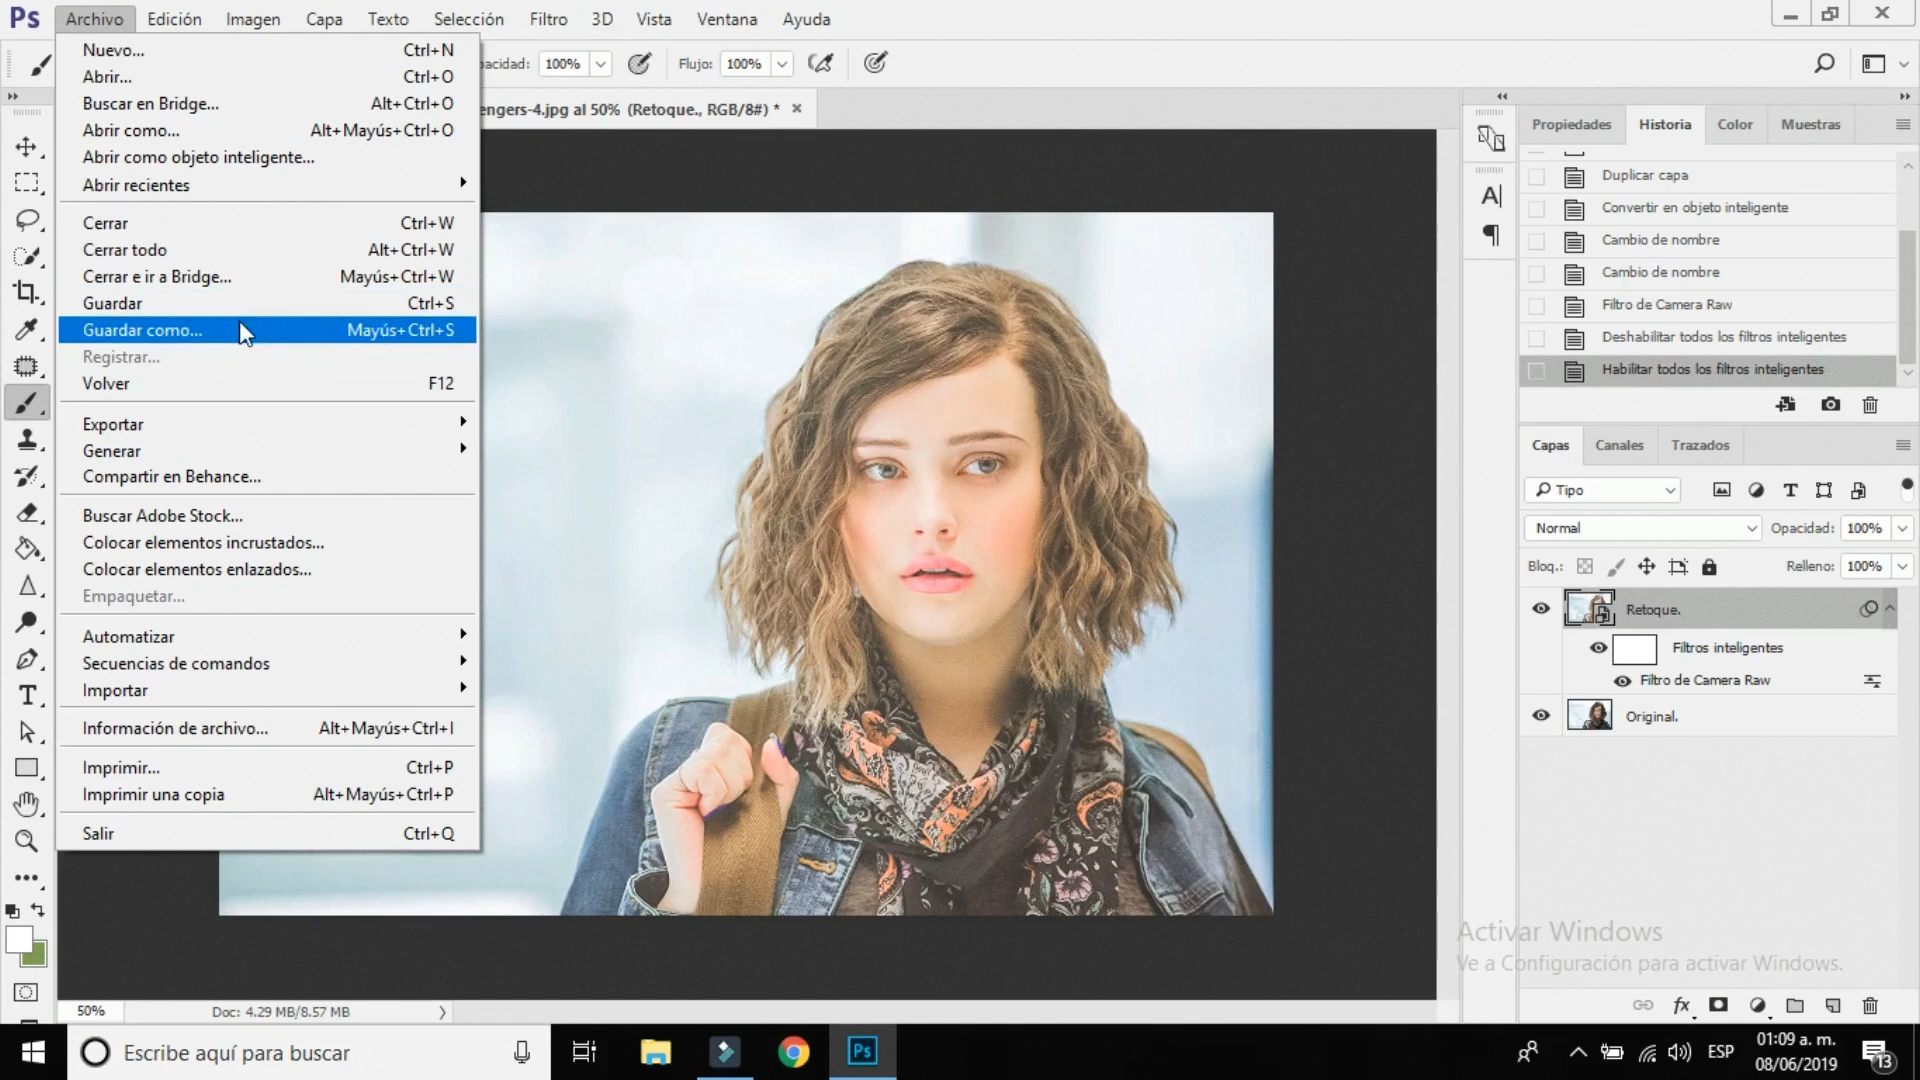 Ps Archivo Edición Imagen Capa Texto Selección Filtro 3D Vista Ventana Ayuda
acidad: 100% Flujo: 100%
engers-4.jpg al 50% (Retoque., RGB/8#) *
Nuevo... Ctrl+N
Abrir... Ctrl+O
Buscar en Bridge... Alt+Ctrl+O
Abrir como... Alt+Mayús+Ctrl+O
Abrir como objeto inteligente...
Abrir recientes
Cerrar Ctrl+W
Cerrar todo Alt+Ctrl+W
Cerrar e ir a Bridge... Mayús+Ctrl+W
Guardar Ctrl+S
Guardar como... Mayús+Ctrl+S
Registrar...
Volver F12
Exportar
Generar
Compartir en Behance...
Buscar Adobe Stock...
Colocar elementos incrustados...
Colocar elementos enlazados...
Empaquetar...
Automatizar
Secuencias de comandos
Importar
Información de archivo... Alt+Mayús+Ctrl+I
Imprimir... Ctrl+P
Imprimir una copia Alt+Mayús+Ctrl+P
Salir Ctrl+Q
Propiedades Historia Color Muestras
Duplicar capa
Convertir en objeto inteligente
Cambio de nombre
Cambio de nombre
Filtro de Camera Raw
Deshabilitar todos los filtros inteligentes
Habilitar todos los filtros inteligentes
Capas Canales Trazados
Tipo
Normal Opacidad: 100%
Bloq.: Relleno: 100%
Retoque.
Filtros inteligentes
Filtro de Camera Raw
Original.
Activar Windows
Ve a Configuración para activar Windows.
50% Doc: 4.29 MB/8.57 MB
Escribe aquí para buscar
Ps
ESP
01:09 a. m.
08/06/2019
13